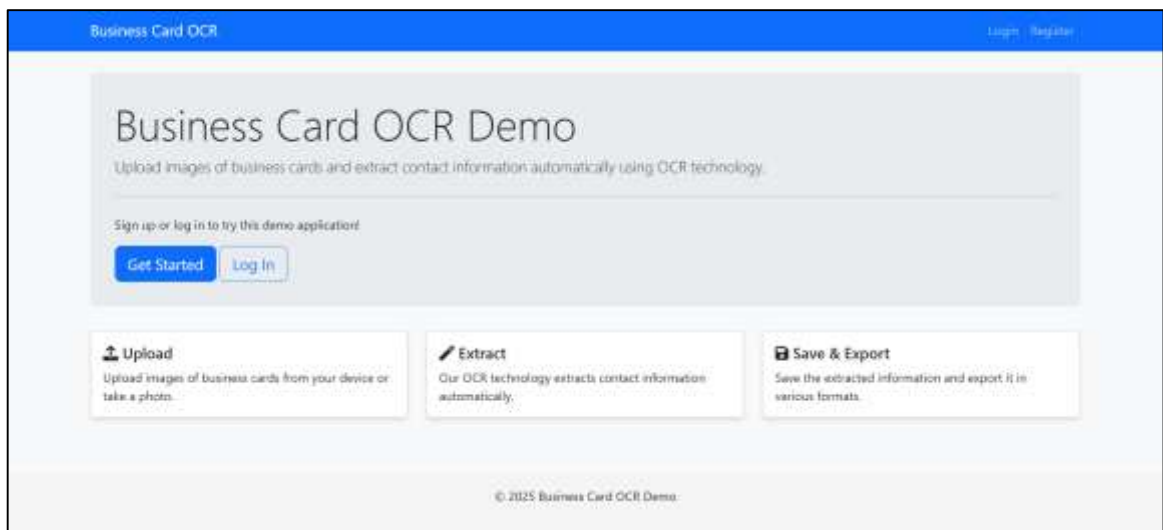 Business Card OCR
Login Register
Business Card OCR Demo
Upload images of business cards and extract contact information automatically using OCR technology.
Sign up or log in to try this demo application!
Get Started Log In
Upload
Upload images of business cards from your device or
take a photo.
Extract
Our OCR technology extracts contact information
automatically.
Save & Export
Save the extracted information and export it in
various formats.
© 2025 Business Card OCR Demo